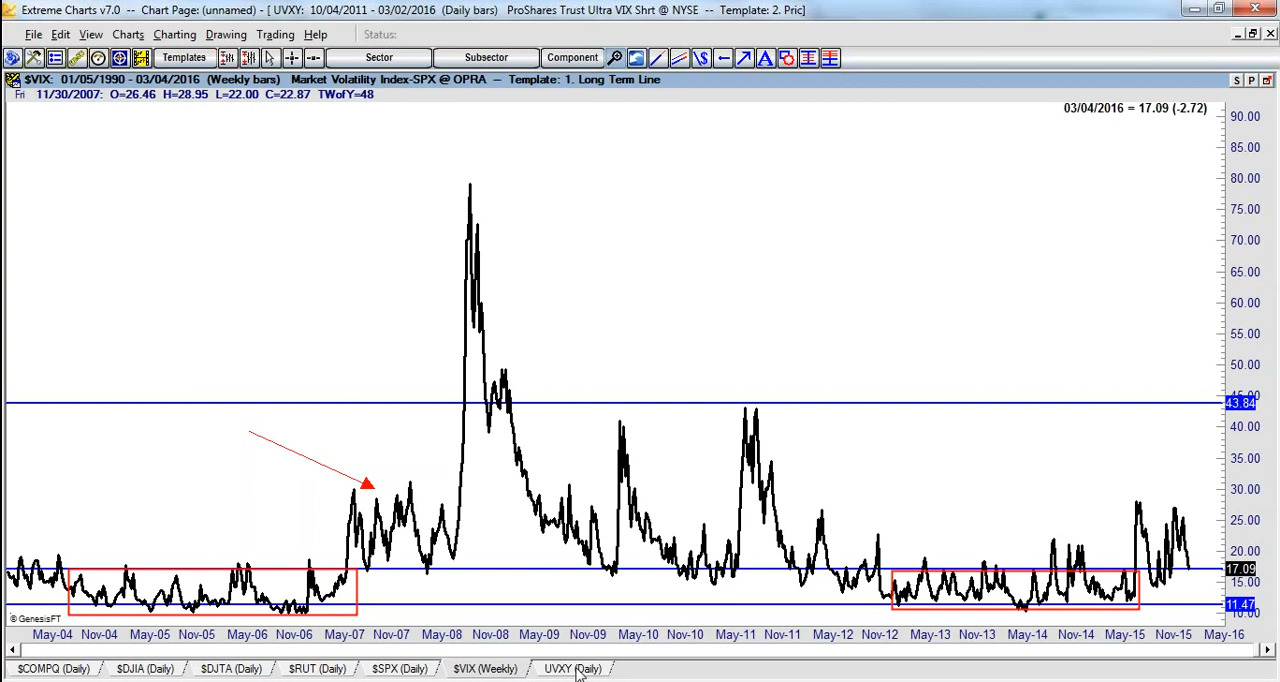 Extreme Charts v7.0 -- Chart Page: (unnamed) - [ UVXY: 10/04/2011 - 03/02/2016 (Daily bars) ProShares Trust Ultra VIX Shrt @ NYSE - Template: 2. Pric]
File Edit View Charts Charting Drawing Trading Help Status:
Templates Sector Subsector Component
$VIX: 01/05/1990 - 03/04/2016 (Weekly bars) Market Volatility Index-SPX @ OPRA – Template: 1. Long Term Line
S P
Fri 11/30/2007: O=26.46 H=28.95 L=22.00 C=22.87 TWofY=48
03/04/2016 = 17.09 (-2.72)
90.00
85.00
80.00
75.00
70.00
65.00
60.00
55.00
50.00
45.00
43.84
40.00
35.00
30.00
25.00
20.00
17.09
15.00
11.47
10.00
© GenesisFT
May-04 Nov-04 May-05 Nov-05 May-06 Nov-06 May-07 Nov-07 May-08 Nov-08 May-09 Nov-09 May-10 Nov-10 May-11 Nov-11 May-12 Nov-12 May-13 Nov-13 May-14 Nov-14 May-15 Nov-15 May-16
$COMPQ (Daily) $DJIA (Daily) $DJTA (Daily) $RUT (Daily) $SPX (Daily) $VIX (Weekly) UVXY (Daily)